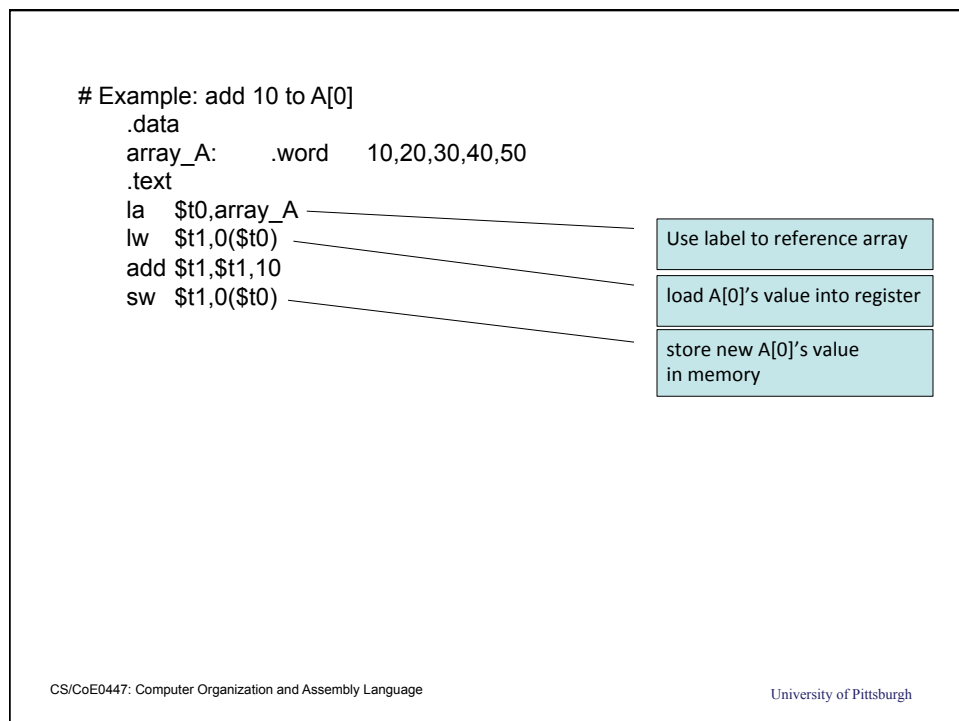 # Example: add 10 to A[0]
.data
array_A: .word 10,20,30,40,50
.text
la $t0,array_A
lw $t1,0($t0)
add $t1,$t1,10
sw $t1,0($t0)
Use label to reference array
load A[0]’s value into register
store new A[0]’s value
in memory
CS/CoE0447: Computer Organization and Assembly Language
University of Pittsburgh